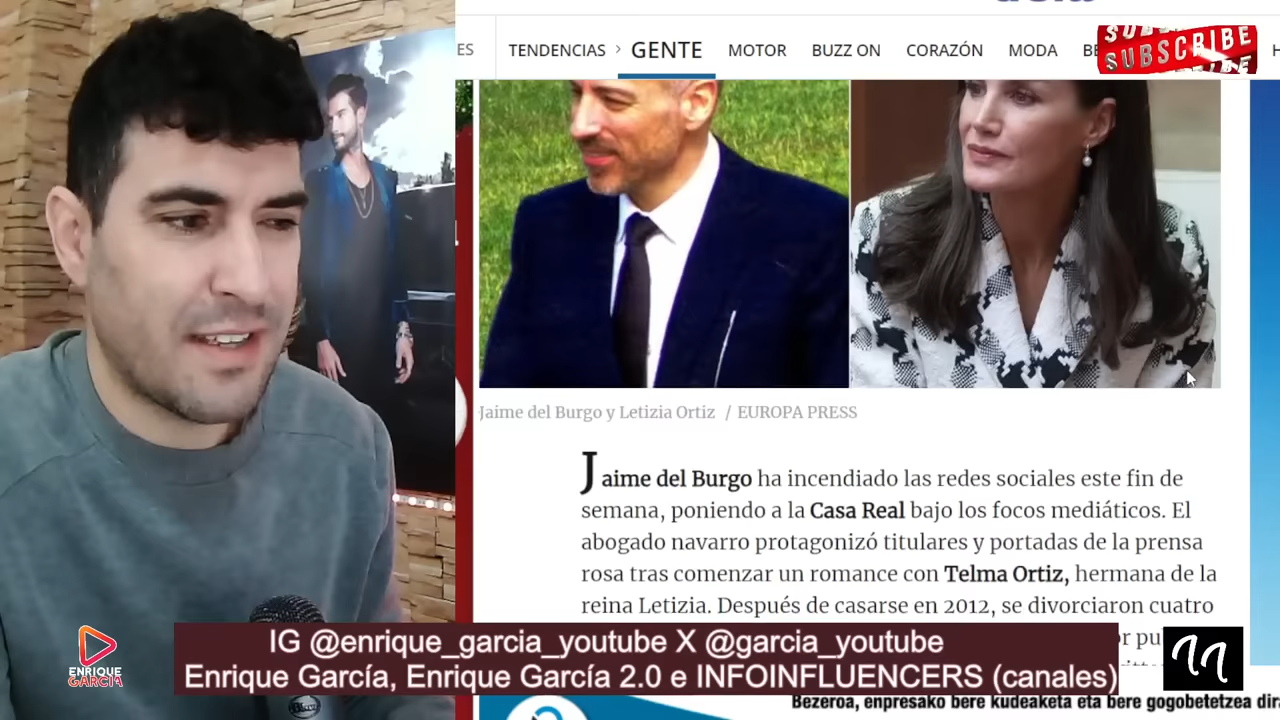 ES
TENDENCIAS > GENTE MOTOR BUZZ ON CORAZÓN MODA
SUBSCRIBE
Jaime del Burgo y Letizia Ortiz / EUROPA PRESS
Jaime del Burgo ha incendiado las redes sociales este fin de
semana, poniendo a la Casa Real bajo los focos mediáticos. El
abogado navarro protagonizó titulares y portadas de la prensa
rosa tras comenzar un romance con Telma Ortiz, hermana de la
reina Letizia. Después de casarse en 2012, se divorciaron cuatro
IG @enrique_garcia_youtube X @garcia_youtube
Enrique García, Enrique García 2.0 e INFOINFLUENCERS (canales)
ENRIQUE
GARCÍA
Bezeroa, enpresako bere kudeaketa eta bere gogobetetzea dir